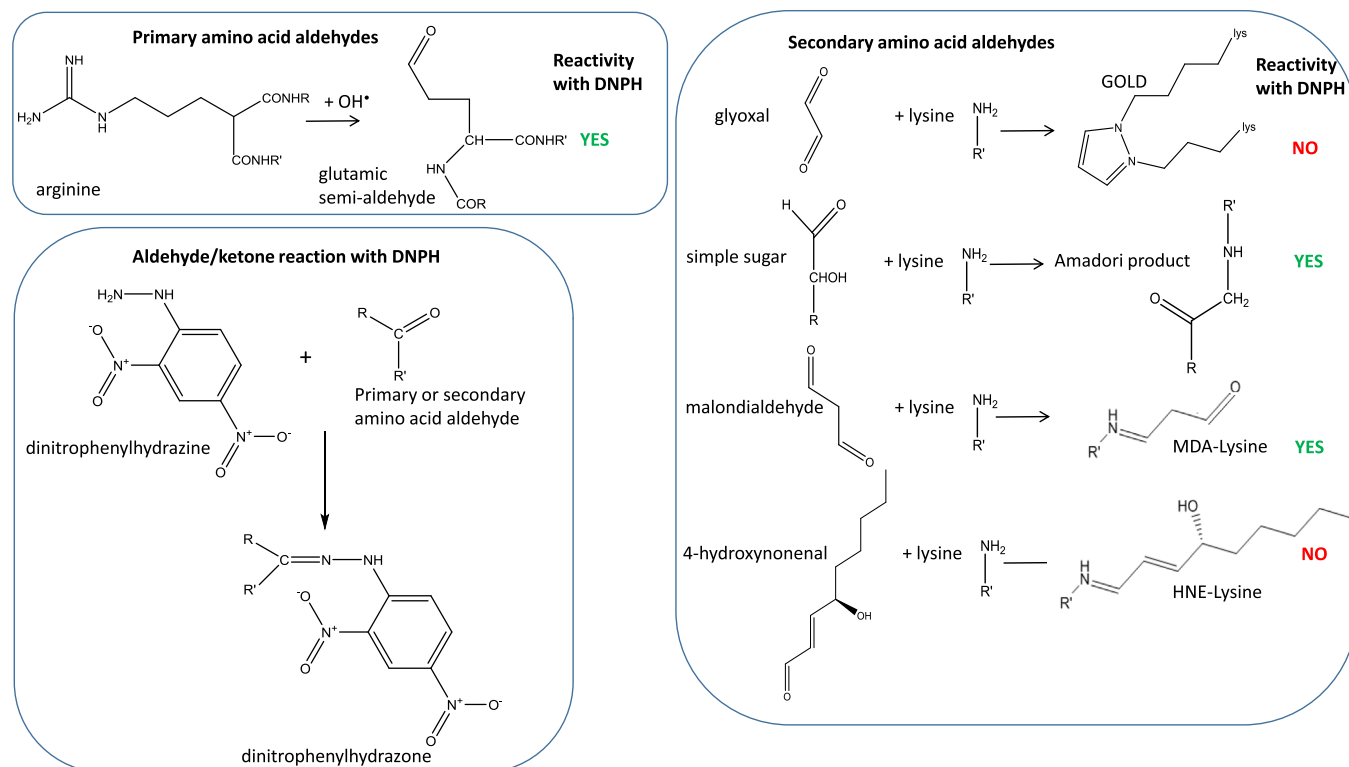 Primary amino acid aldehydes
Reactivity
with DNPH
NH
H₂N
N
H
CONHR
CONHR'
arginine
+ OH•
O
CH
CONHR'
HN
COR
glutamic
semi-aldehyde
YES
Aldehyde/ketone reaction with DNPH
H₂N
NH
⁻O
N⁺
O
N⁺
O⁻
O
dinitrophenylhydrazine
+
R
C
O
R'
Primary or secondary
amino acid aldehyde
R
C
N
NH
R'
⁻O
N⁺
O
N⁺
O⁻
O
dinitrophenylhydrazone
Secondary amino acid aldehydes
Reactivity
with DNPH
glyoxal
O
O
+ lysine
NH₂
R'
GOLD
lys
N
N⁺
lys
NO
simple sugar
H
O
CHOH
R
+ lysine
NH₂
R'
Amadori product
R'
NH
CH₂
O
R
YES
malondialdehyde
O
O
+ lysine
NH₂
R'
H
N
R'
O
MDA-Lysine
YES
4-hydroxynonenal
OH
O
+ lysine
NH₂
R'
HO
H
N
R'
HNE-Lysine
NO